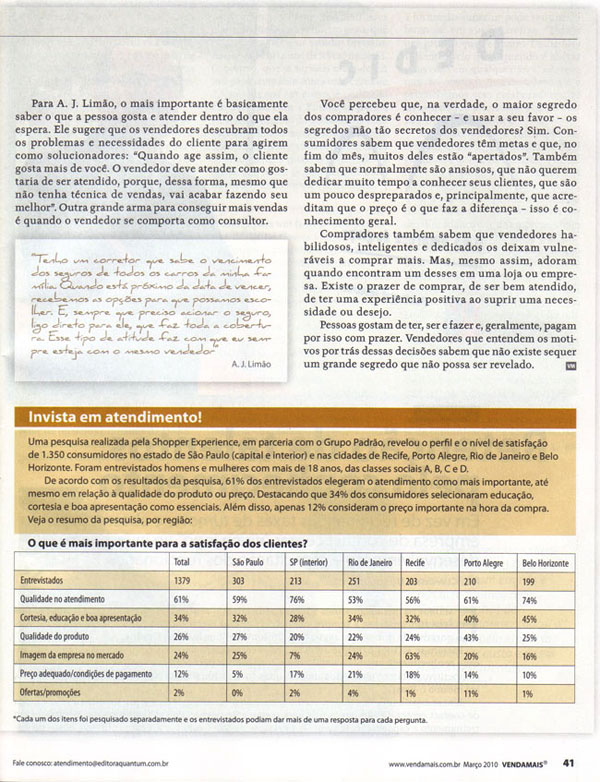 Para A. J. Limão, o mais importante é basicamente
saber o que a pessoa gosta e atender dentro do que ela
espera. Ele sugere que os vendedores descubram todos
os problemas e necessidades do cliente para agirem
como solucionadores: “Quando age assim, o cliente
gosta mais de você. O vendedor deve atender como gos-
taria de ser atendido, porque, dessa forma, mesmo que
não tenha técnica de vendas, vai acabar fazendo seu
melhor”. Outra grande arma para conseguir mais vendas
é quando o vendedor se comporta como consultor.
“Tenho um corretor que sabe o vencimento
dos seguros de todos os carros da minha fa-
mília. Quando está próximo da data de vencer,
recebemos as opções para que possamos esco-
lher. E, sempre que preciso acionar o seguro,
ligo direto para ele, que faz toda a cobertu-
ra. Esse tipo de atitude faz com que eu sem-
pre esteja com o mesmo vendedor”
A. J. Limão
Você percebeu que, na verdade, o maior segredo
dos compradores é conhecer – e usar a seu favor – os
segredos não tão secretos dos vendedores? Sim. Con-
sumidores sabem que vendedores têm metas e que, no
fim do mês, muitos deles estão “apertados”. Também
sabem que normalmente são ansiosos, que não querem
dedicar muito tempo a conhecer seus clientes, que são
um pouco despreparados e, principalmente, que acre-
ditam que o preço é o que faz a diferença – isso é co-
nhecimento geral.
Compradores também sabem que vendedores ha-
bilidosos, inteligentes e dedicados os deixam vulne-
ráveis a comprar mais. Mas, mesmo assim, adoram
quando encontram um desses em uma loja ou empre-
sa. Existe o prazer de comprar, de ser bem atendido,
de ter uma experiência positiva ao suprir uma neces-
sidade ou desejo.
Pessoas gostam de ter, ser e fazer e, geralmente, pagam
por isso com prazer. Vendedores que entendem os moti-
vos por trás dessas decisões sabem que não existe sequer
um grande segredo que não possa ser revelado. VM
Invista em atendimento!
Uma pesquisa realizada pela Shopper Experience, em parceria com o Grupo Padrão, revelou o perfil e o nível de satisfação
de 1.350 consumidores no estado de São Paulo (capital e interior) e nas cidades de Recife, Porto Alegre, Rio de Janeiro e Belo
Horizonte. Foram entrevistados homens e mulheres com mais de 18 anos, das classes sociais A, B, C e D.
De acordo com os resultados da pesquisa, 61% dos entrevistados elegeram o atendimento como mais importante, até
mesmo em relação à qualidade do produto ou preço. Destacando que 34% dos consumidores selecionaram educação,
cortesia e boa apresentação como essenciais. Além disso, apenas 12% consideram o preço importante na hora da compra.
Veja o resumo da pesquisa, por região:
O que é mais importante para a satisfação dos clientes?
Total São Paulo SP (interior) Rio de Janeiro Recife Porto Alegre Belo Horizonte
Entrevistados 1379 303 213 251 203 210 199
Qualidade no atendimento 61% 59% 76% 53% 56% 61% 74%
Cortesia, educação e boa apresentação 34% 32% 28% 34% 32% 40% 45%
Qualidade do produto 26% 27% 20% 22% 24% 43% 25%
Imagem da empresa no mercado 24% 25% 7% 24% 63% 20% 16%
Preço adequado/condições de pagamento 12% 5% 17% 21% 18% 14% 10%
Ofertas/promoções 2% 0% 2% 4% 1% 11% 1%
*Cada um dos itens foi pesquisado separadamente e os entrevistados podiam dar mais de uma resposta para cada pergunta.
Fale conosco: atendimento@editoraquantum.com.br www.vendamais.com.br Março 2010 VENDAMAIS® 41